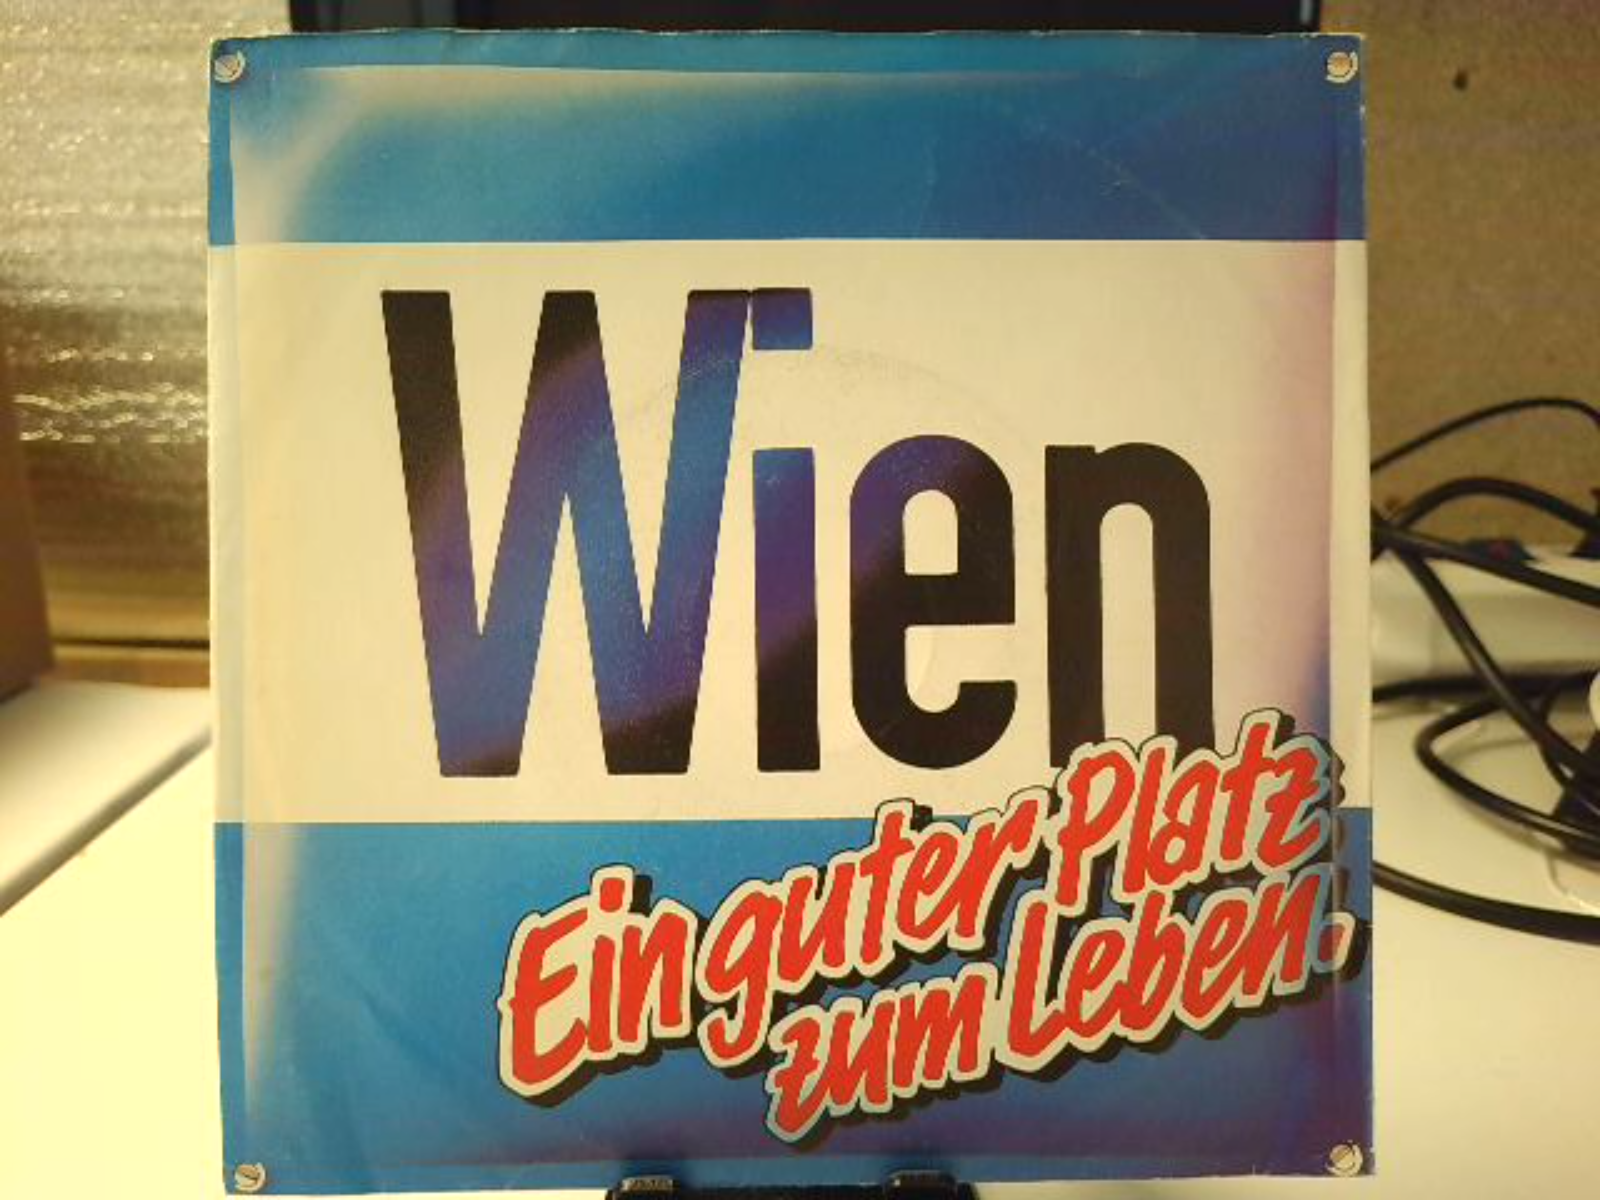 Wien
Ein guter Platz
zum Leben.